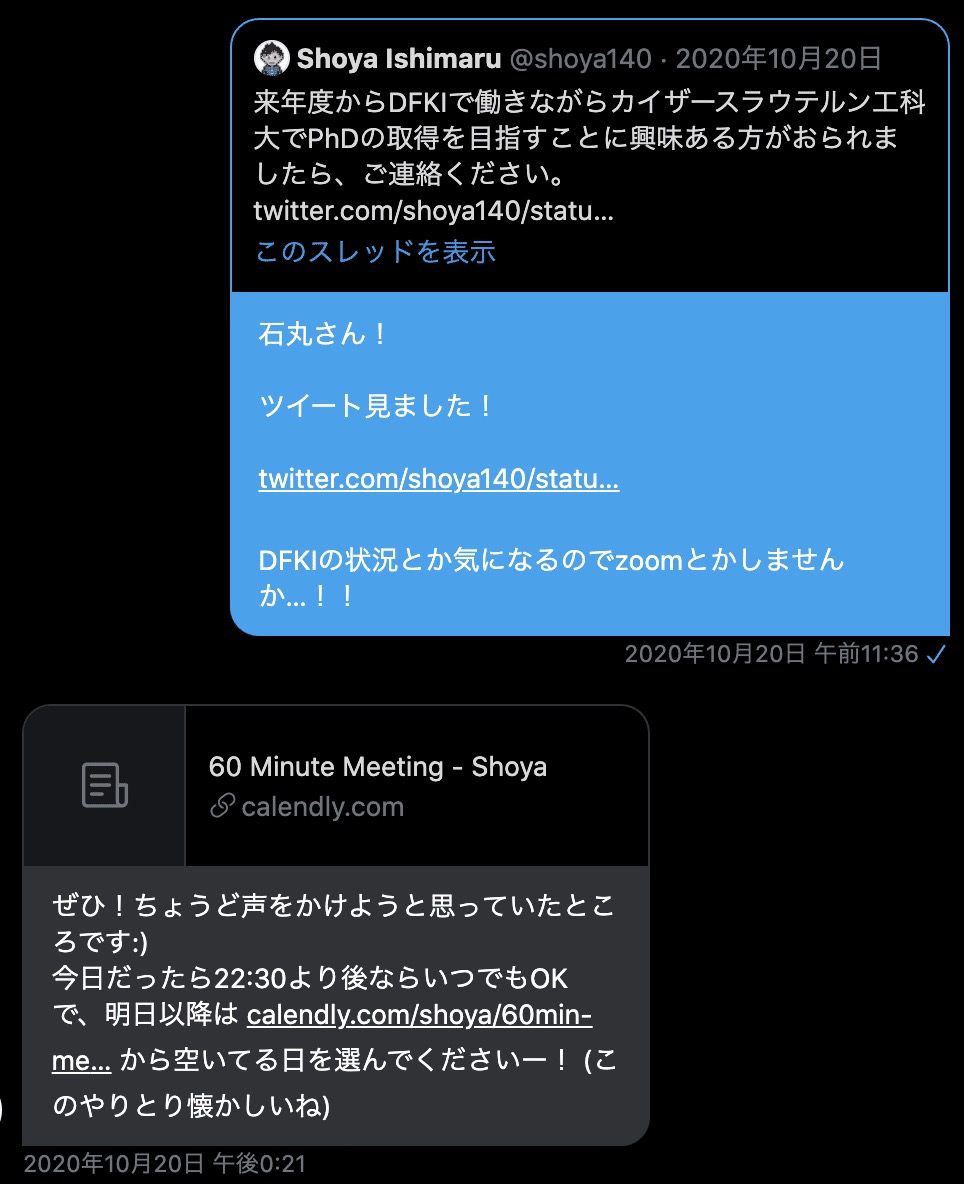 Shoya Ishimaru @shoya140 · 2020年10月20日
来年度からDFKIで働きながらカイザースラウテルン工科
大でPhDの取得を目指すことに興味ある方がおられま
したら、ご連絡ください。
twitter.com/shoya140/statu...
このスレッドを表示
石丸さん！
ツイート見ました！
twitter.com/shoya140/statu...
DFKIの状況とか気になるのでzoomとかしません
か...！！
2020年10月20日 午前11:36
60 Minute Meeting - Shoya
calendly.com
ぜひ！ちょうど声をかけようと思っていたとこ
ろです:)
今日だったら22:30より後ならいつでもOK
で、明日以降は calendly.com/shoya/60min-
me... から空いてる日を選んでくださいー！ (こ
のやりとり懐かしいね)
2020年10月20日 午後0:21